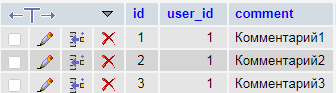 id user_id comment
1 1 Комментарий1
2 1 Комментарий2
3 1 Комментарий3